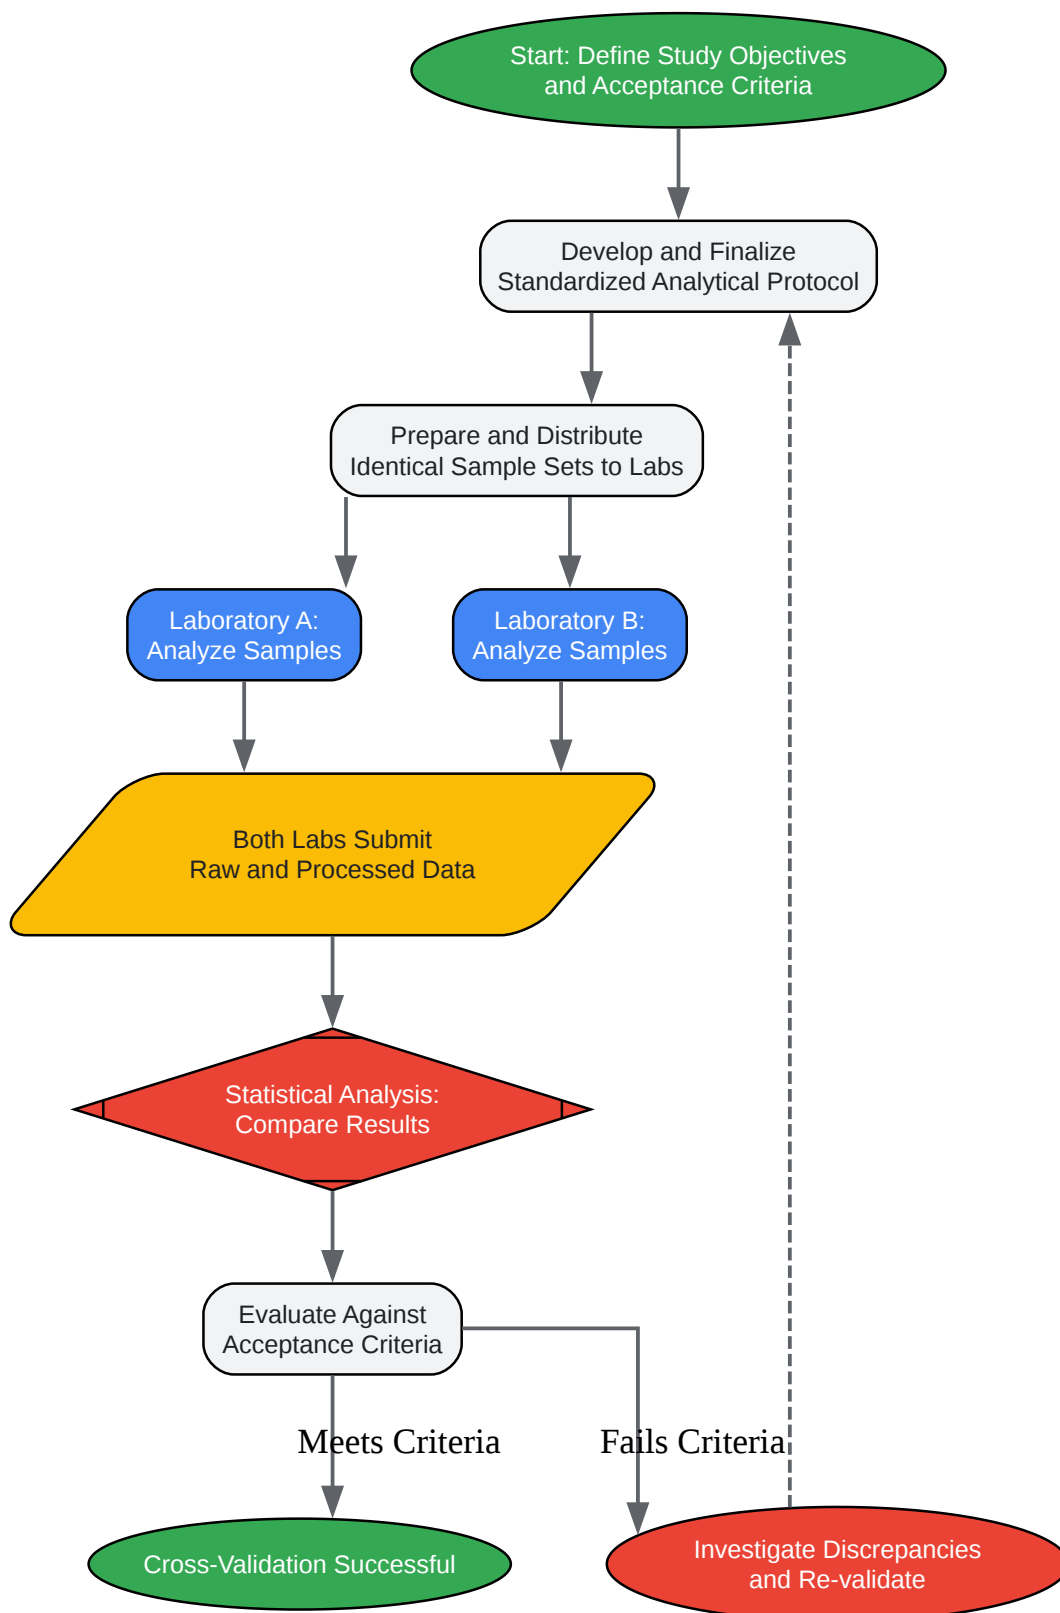 Start: Define Study Objectives
and Acceptance Criteria
Develop and Finalize
Standardized Analytical Protocol
Prepare and Distribute
Identical Sample Sets to Labs
Laboratory A:
Analyze Samples
Laboratory B:
Analyze Samples
Both Labs Submit
Raw and Processed Data
Statistical Analysis:
Compare Results
Evaluate Against
Acceptance Criteria
Meets Criteria
Fails Criteria
Cross-Validation Successful
Investigate Discrepancies
and Re-validate